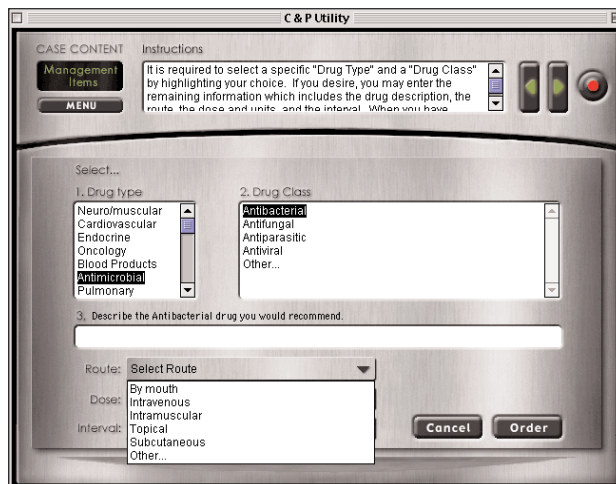 C & P Utility
CASE CONTENT
Instructions
Management
Items
MENU
It is required to select a specific "Drug Type" and a "Drug Class"
by highlighting your choice. If you desire, you may enter the
remaining information which includes the drug description, the
route, the dose and units, and the interval. When you have
Select...
1. Drug type
2. Drug Class
Neuro/muscular
Cardiovascular
Endocrine
Oncology
Blood Products
Antimicrobial
Pulmonary
Antibacterial
Antifungal
Antiparasitic
Antiviral
Other...
3. Describe the Antibacterial drug you would recommend.
Route: Select Route
By mouth
Intravenous
Intramuscular
Topical
Subcutaneous
Other...
Dose:
Interval:
Cancel
Order